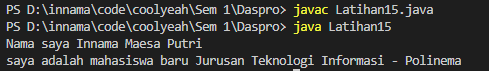 PS D:\innama\code\coolyeah\Sem 1\Daspro> javac Latihan15.java
PS D:\innama\code\coolyeah\Sem 1\Daspro> java Latihan15
Nama saya Innama Maesa Putri
saya adalah mahasiswa baru Jurusan Teknologi Informasi - Polinema